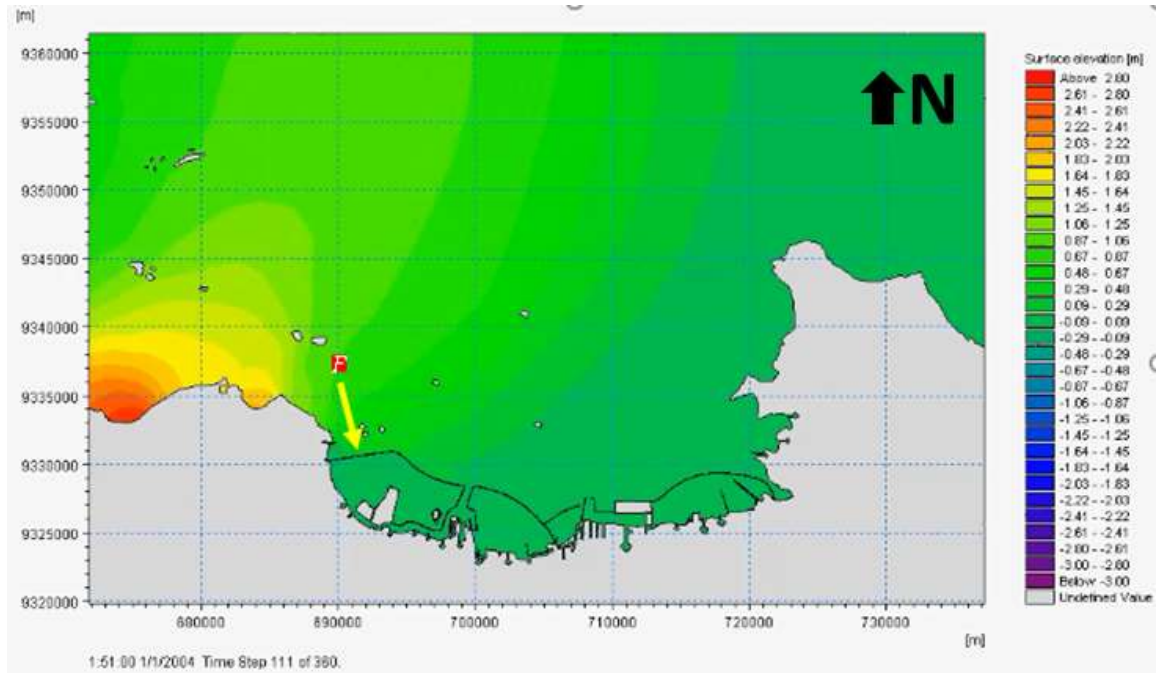 [m]
9360000
9355000
9350000
9345000
9340000
9335000
9330000
9325000
9320000
680000
690000
700000
710000
720000
730000
[m]
N
F
1:51:00 1/1/2004 Time Step 111 of 360.
Surface elevation [m]
Above 2.80
2.61 - 2.80
2.41 - 2.61
2.22 - 2.41
2.03 - 2.22
1.83 - 2.03
1.64 - 1.83
1.45 - 1.64
1.25 - 1.45
1.06 - 1.25
0.87 - 1.06
0.67 - 0.87
0.48 - 0.67
0.29 - 0.48
0.09 - 0.29
-0.09 - 0.09
-0.29 - -0.09
-0.48 - -0.29
-0.67 - -0.48
-0.87 - -0.67
-1.06 - -0.87
-1.25 - -1.06
-1.45 - -1.25
-1.64 - -1.45
-1.83 - -1.64
-2.03 - -1.83
-2.22 - -2.03
-2.41 - -2.22
-2.61 - -2.41
-2.80 - -2.61
-3.00 - -2.80
Below -3.00
Undefined Value